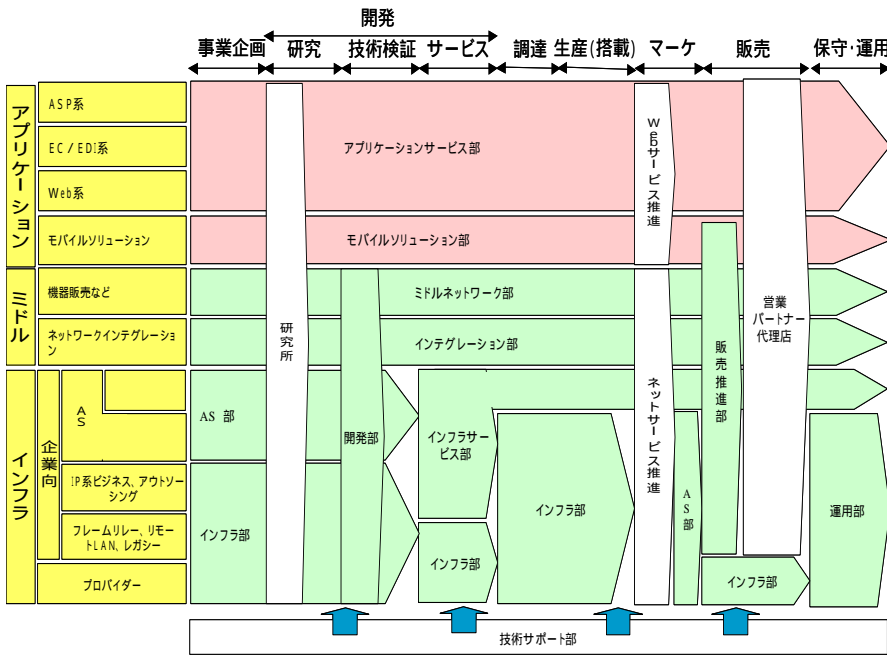 開発
事業企画
研究
技術検証
サービス
調達
生産(搭載)
マーケ
販売
保守・運用
アプリケーション
ASP系
EC/EDI系
Web系
モバイルソリューション
ミドル
機器販売など
ネットワークインテグレーショ
ン
インフラ
企業向
AS
IP系ビジネス、アウトソー
シング
フレームリレー、リモー
トLAN、レガシー
プロバイダー
アプリケーションサービス部
モバイルソリューション部
ミドルネットワーク部
インテグレーション部
AS 部
インフラ部
研究所
開発部
インフラサー
ビス部
インフラ部
インフラ部
Webサービス推進
ネットサービス推進
AS部
販売推進部
営業
パートナー
代理店
インフラ部
運用部
技術サポート部